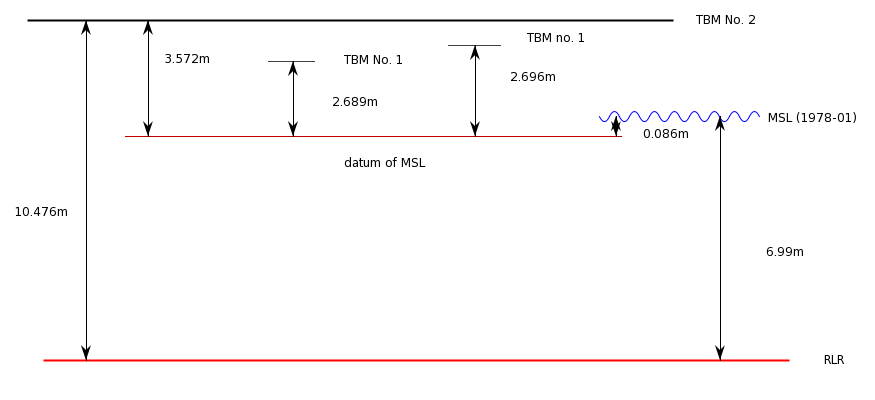 TBM No. 2
TBM no. 1
3.572m
TBM No. 1
2.696m
2.689m
MSL (1978-01)
0.086m
datum of MSL
10.476m
6.99m
RLR